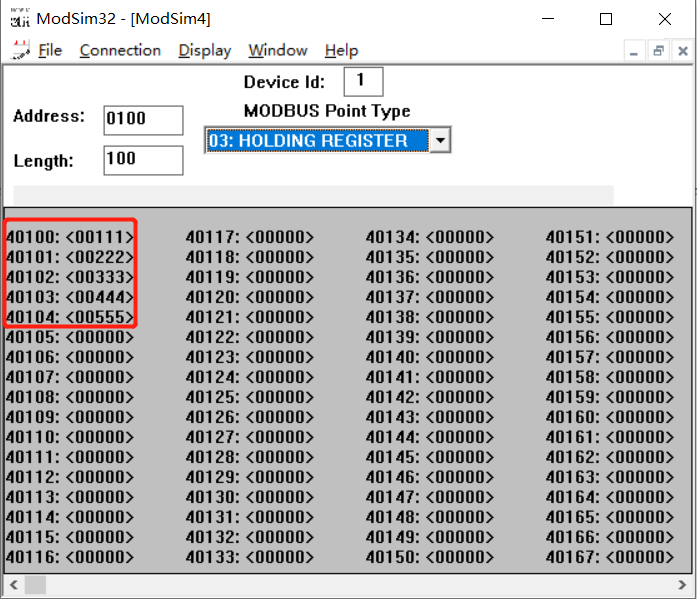 ModSim32 - [ModSim4]
File Connection Display Window Help
Device Id: 1
Address: 0100
MODBUS Point Type
03: HOLDING REGISTER
Length: 100
40100: <00111> 40117: <00000> 40134: <00000> 40151: <00000>
40101: <00222> 40118: <00000> 40135: <00000> 40152: <00000>
40102: <00333> 40119: <00000> 40136: <00000> 40153: <00000>
40103: <00444> 40120: <00000> 40137: <00000> 40154: <00000>
40104: <00555> 40121: <00000> 40138: <00000> 40155: <00000>
40105: <00000> 40122: <00000> 40139: <00000> 40156: <00000>
40106: <00000> 40123: <00000> 40140: <00000> 40157: <00000>
40107: <00000> 40124: <00000> 40141: <00000> 40158: <00000>
40108: <00000> 40125: <00000> 40142: <00000> 40159: <00000>
40109: <00000> 40126: <00000> 40143: <00000> 40160: <00000>
40110: <00000> 40127: <00000> 40144: <00000> 40161: <00000>
40111: <00000> 40128: <00000> 40145: <00000> 40162: <00000>
40112: <00000> 40129: <00000> 40146: <00000> 40163: <00000>
40113: <00000> 40130: <00000> 40147: <00000> 40164: <00000>
40114: <00000> 40131: <00000> 40148: <00000> 40165: <00000>
40115: <00000> 40132: <00000> 40149: <00000> 40166: <00000>
40116: <00000> 40133: <00000> 40150: <00000> 40167: <00000>